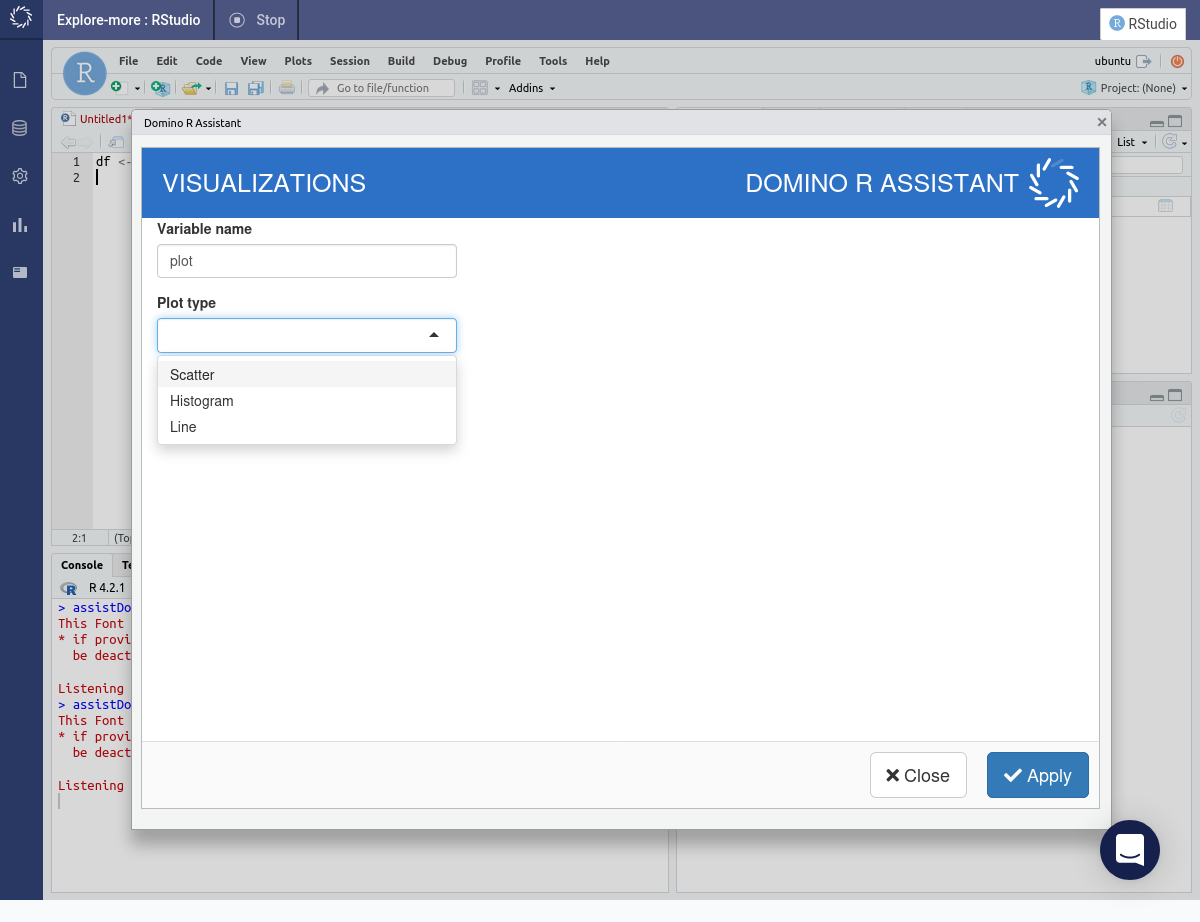 Explore-more : RStudio
Stop
RStudio
File Edit Code View Plots Session Build Debug Profile Tools Help
ubuntu
Go to file/function
Addins
Project: (None)
Untitled1*
Domino R Assistant
List
1 df <-
2
VISUALIZATIONS
DOMINO R ASSISTANT
Variable name
plot
Plot type
Scatter
Histogram
Line
2:1
Console
R 4.2.1
> assistDo
This Font
* if provi
be deact
Listening
> assistDo
This Font
* if provi
be deact
Listening
Close
Apply